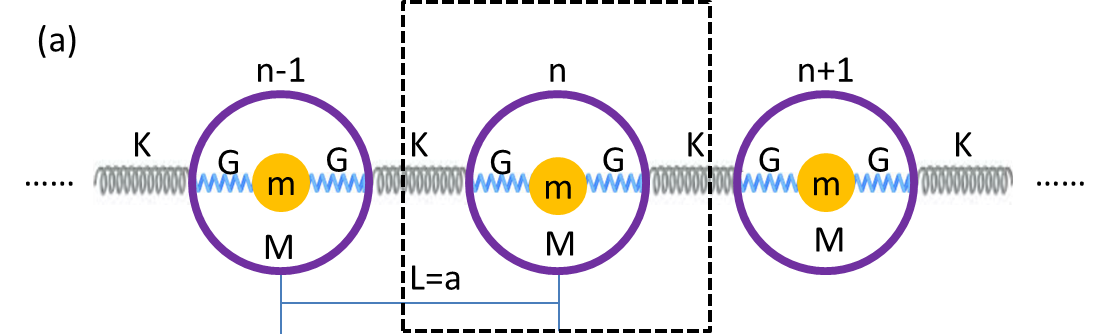 (a)
n-1 n n+1
K K K K
G G G G G G
m m m
...... ......
M M M
L=a